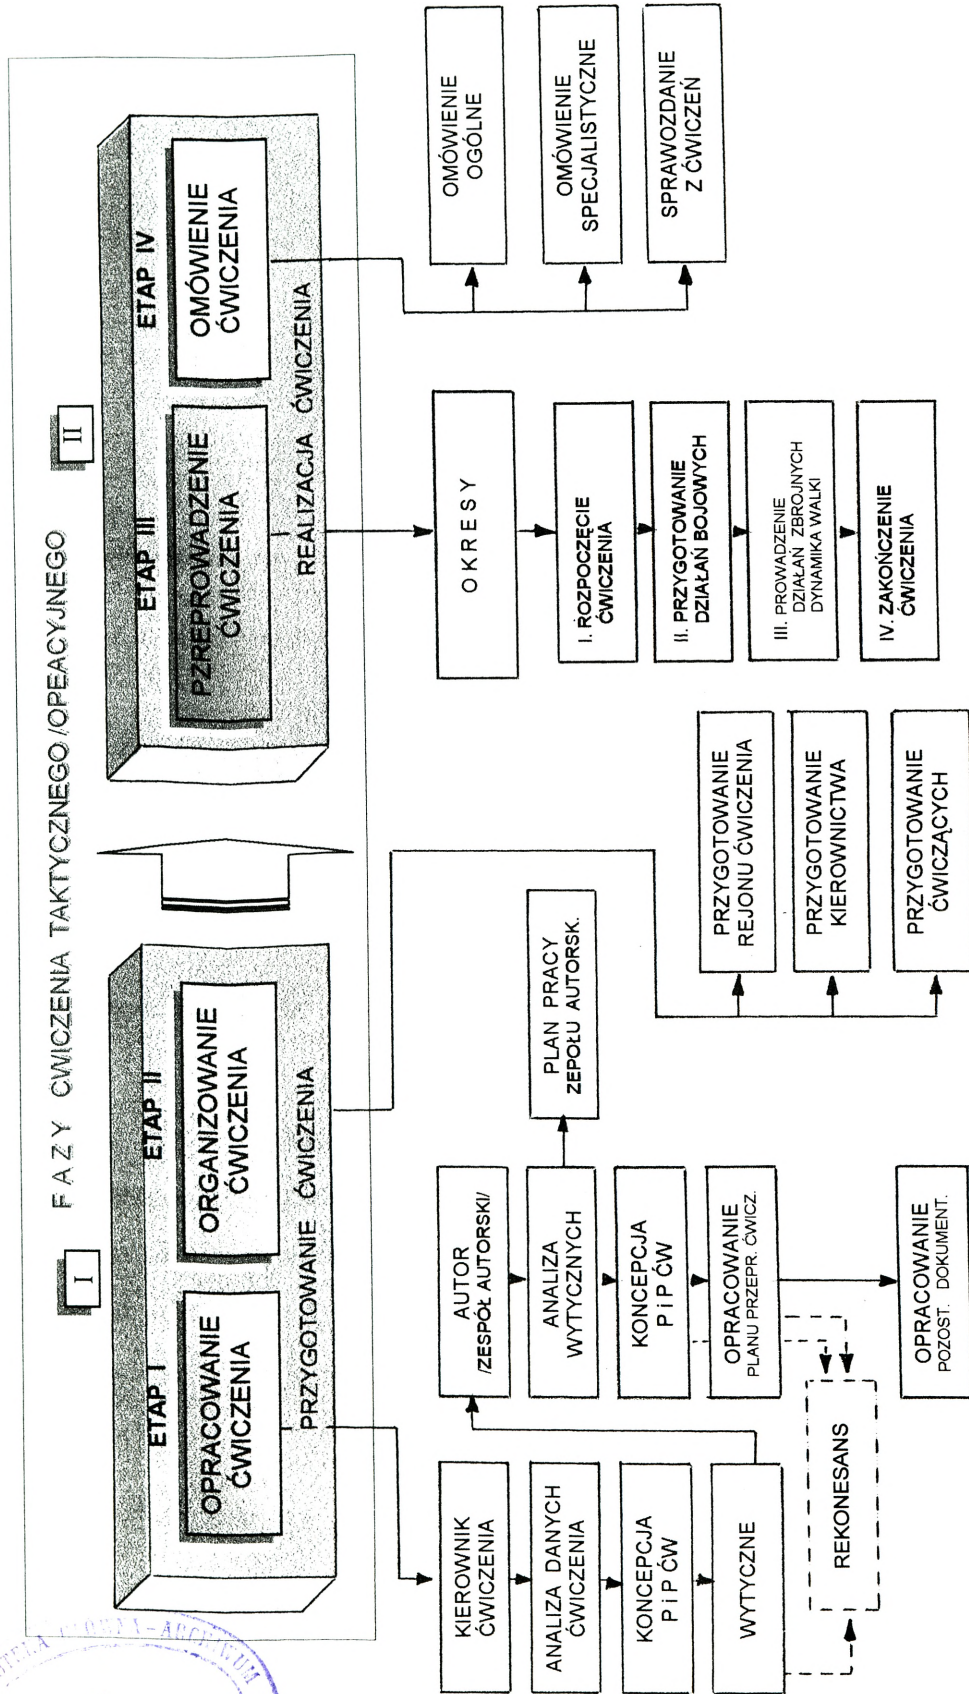 FAZY CWICZENIA TAKTYCZNEGO/OPEACYJNEGO
I
II
ETAP I
ETAP II
ETAP III
ETAP IV
OPRACOWANIE
ĆWICZENIA
ORGANIZOWANIE
ĆWICZENIA
PRZYGOTOWANIE ĆWICZENIA
PZREPROWADZENIE
ĆWICZENIA
OMÓWIENIE
ĆWICZENIA
REALIZACJA ĆWICZENIA
KIEROWNIK
ĆWICZENIA
ANALIZA DANYCH
ĆWICZENIA
KONCEPCJA
P i P ĆW
WYTYCZNE
REKONESANS
AUTOR
/ZESPÓŁ AUTORSKI/
ANALIZA
WYTYCZNYCH
KONCEPCJA
P i P ĆW
OPRACOWANIE
PLANU PRZEPR. ĆWICZ.
OPRACOWANIE
POZOST. DOKUMENT.
PLAN PRACY
ZEPOŁU AUTORSK.
PRZYGOTOWANIE
REJONU ĆWICZENIA
PRZYGOTOWANIE
KIEROWNICTWA
PRZYGOTOWANIE
ĆWICZĄCYCH
OKRESY
I. ROZPOCZĘCIE
ĆWICZENIA
II. PRZYGOTOWANIE
DZIAŁAŃ BOJOWYCH
III. PROWADZENIE
DZIAŁAŃ ZBROJNYCH
DYNAMIKA WALKI
IV. ZAKOŃCZENIE
ĆWICZENIA
OMÓWIENIE
OGÓLNE
OMÓWIENIE
SPECJALISTYCZNE
SPRAWOZDANIE
Z ĆWICZEŃ